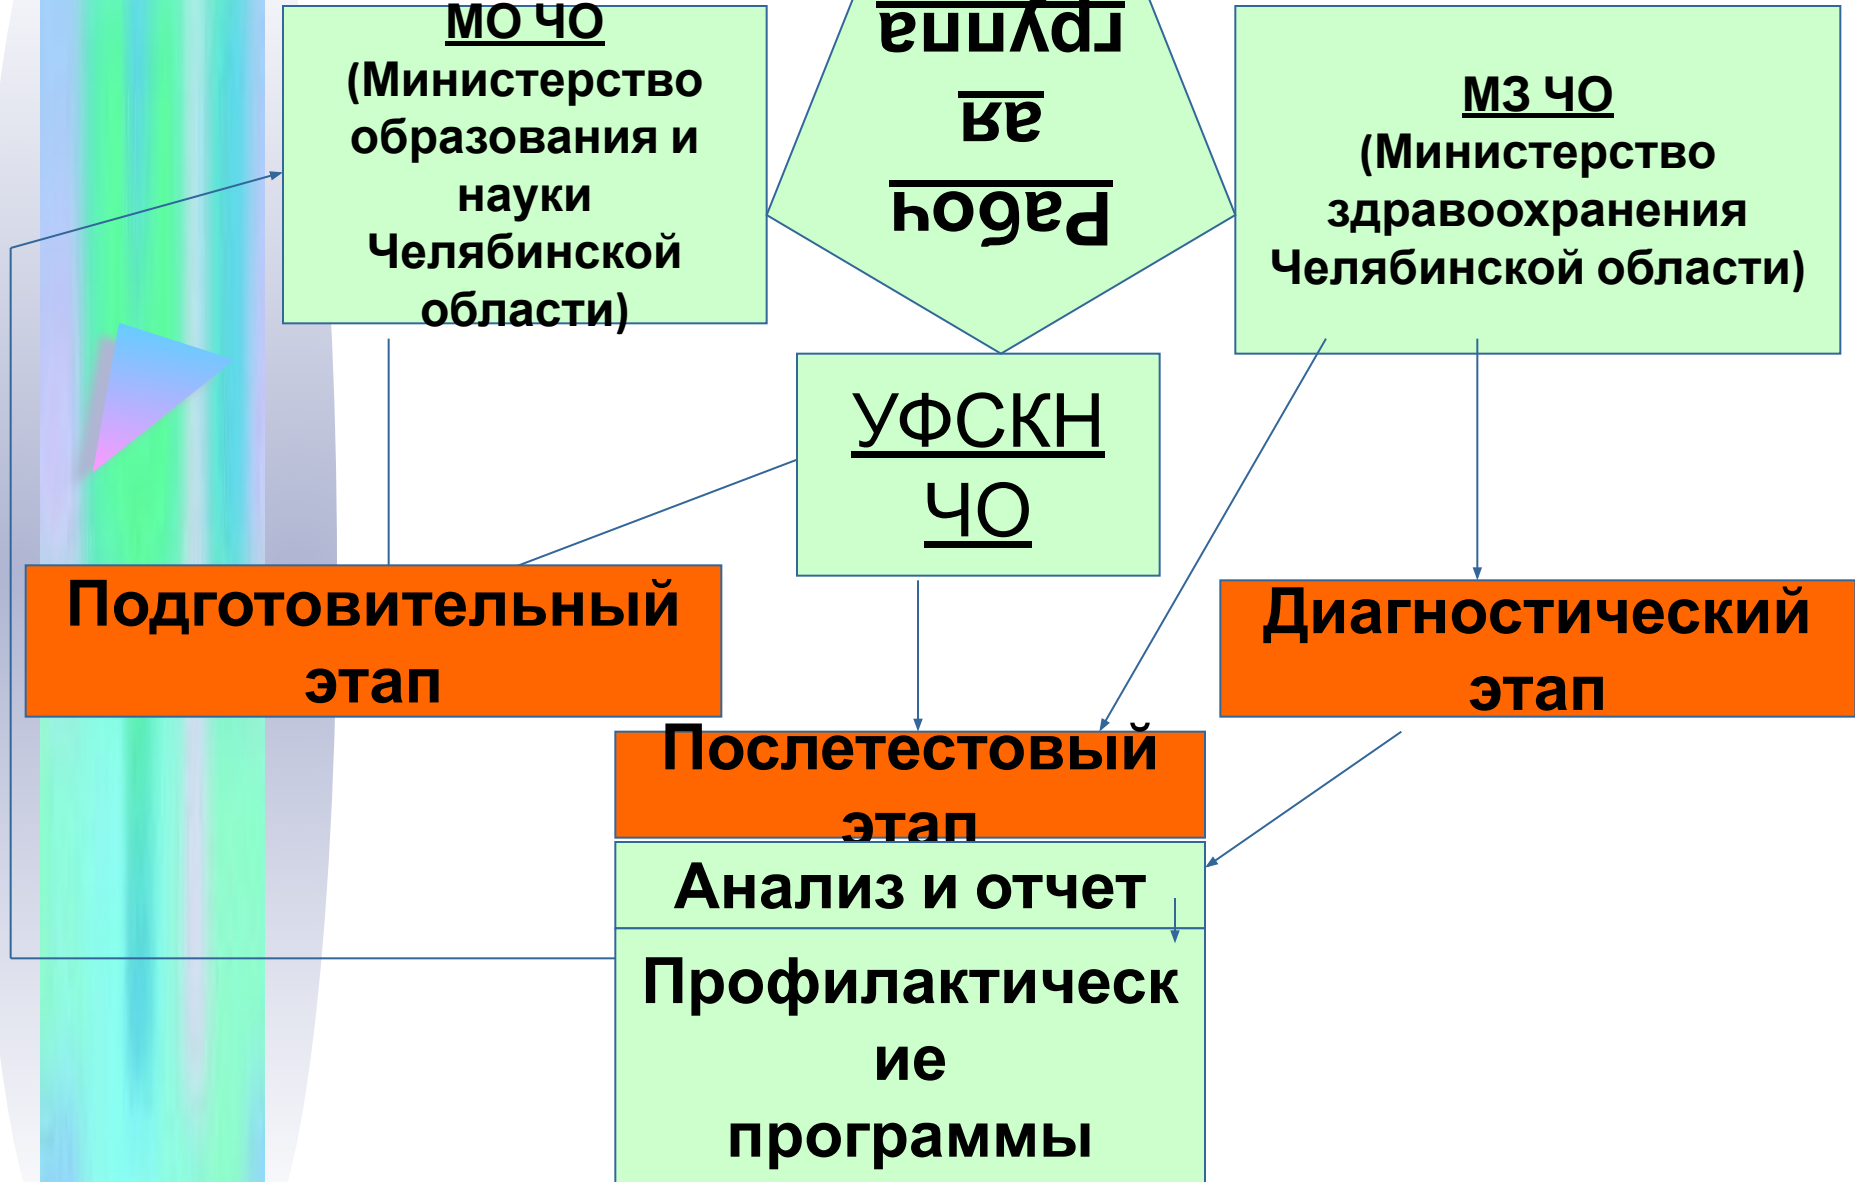 МО ЧО
(Министерство
образования и
науки
Челябинской
области)
Рабоч
ая
группа
МЗ ЧО
(Министерство
здравоохранения
Челябинской области)
УФСКН
ЧО
Подготовительный
этап
Диагностический
этап
Послетестовый
этап
Анализ и отчет
Профилактическ
ие
программы